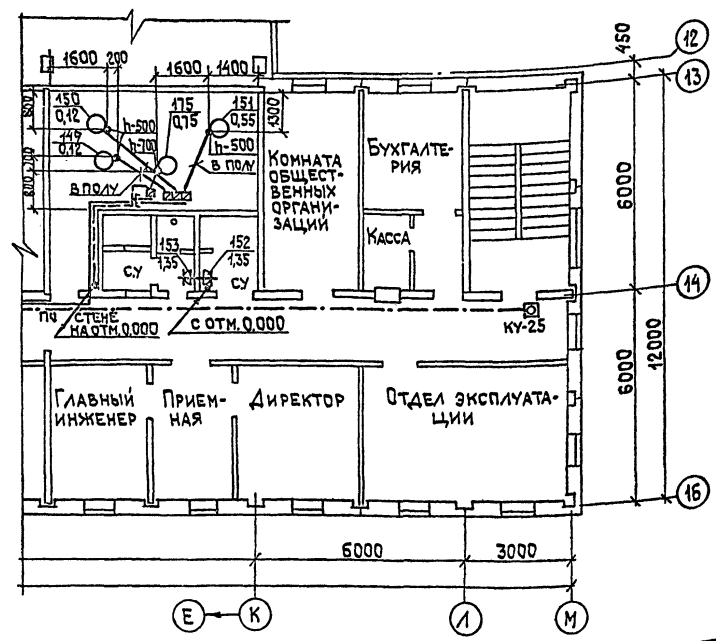 12
450
13
1600
200
1600
1400
150
0,12
175
0,75
151
0,55
1300
600
149
0,12
h-500
h-700
h-500
В ПОЛУ
В ПОЛУ
КОМНАТА
ОБЩЕСТ-
ВЕННЫХ
ОРГАНИ-
ЗАЦИЙ
БУХГАЛТЕ-
РИЯ
КАССА
6000
153
1,35
152
1,35
С.У
СУ
14
ПО СТЕНЕ
НА ОТМ. 0,000
С ОТМ. 0,000
КУ-25
12000
6000
ГЛАВНЫЙ
ИНЖЕНЕР
ПРИЕМ-
НАЯ
ДИРЕКТОР
ОТДЕЛ ЭКСПЛУАТА-
ЦИИ
16
6000
3000
Е
К
Л
М